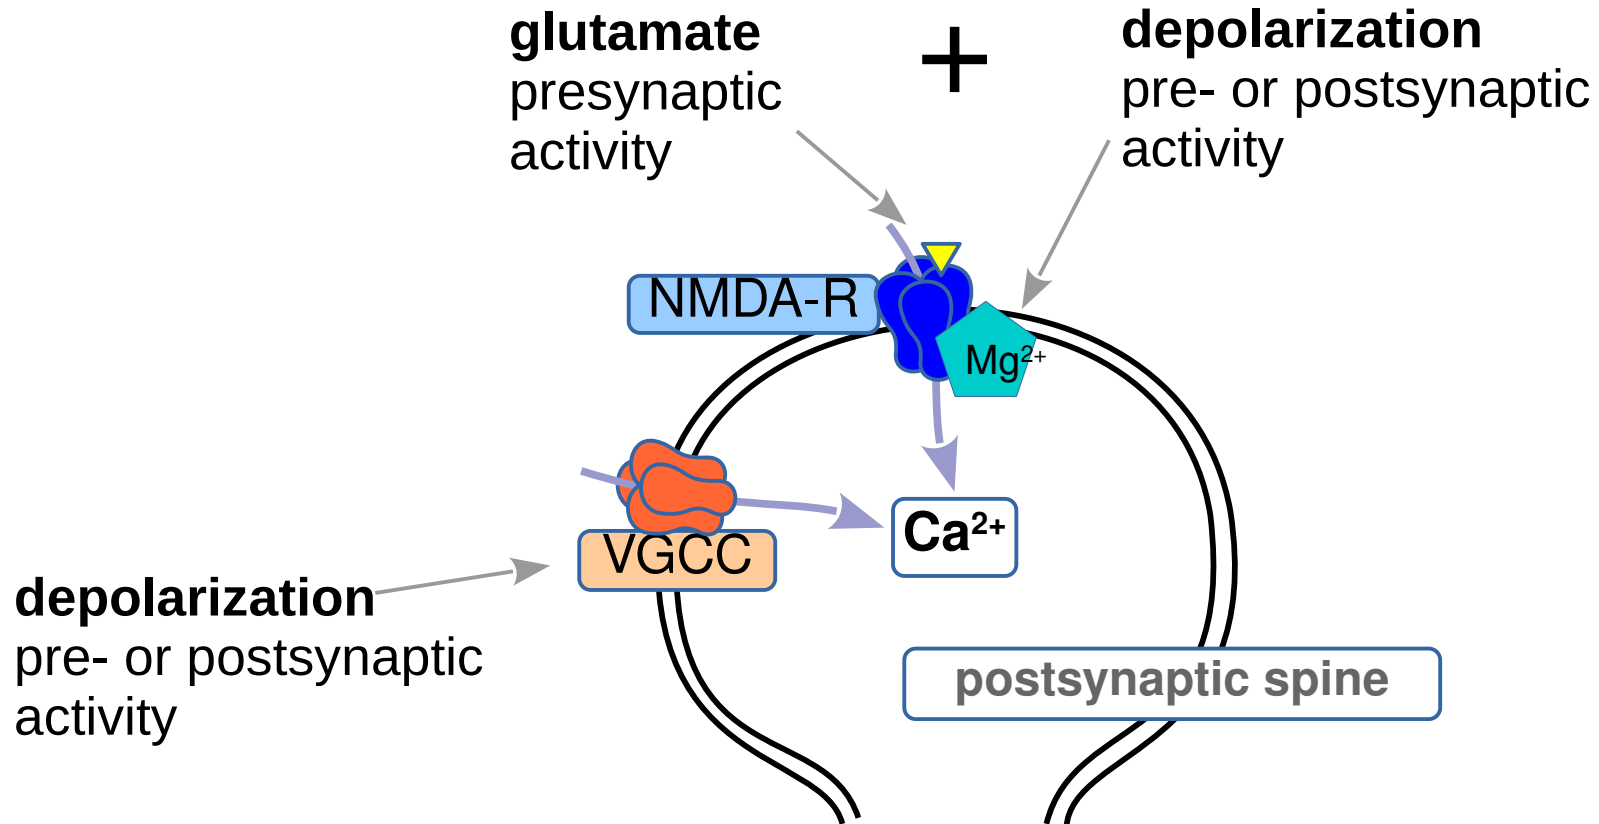 glutamate
presynaptic
activity
+
depolarization
pre- or postsynaptic
activity
NMDA-R
Mg²⁺
VGCC
Ca²⁺
depolarization
pre- or postsynaptic
activity
postsynaptic spine